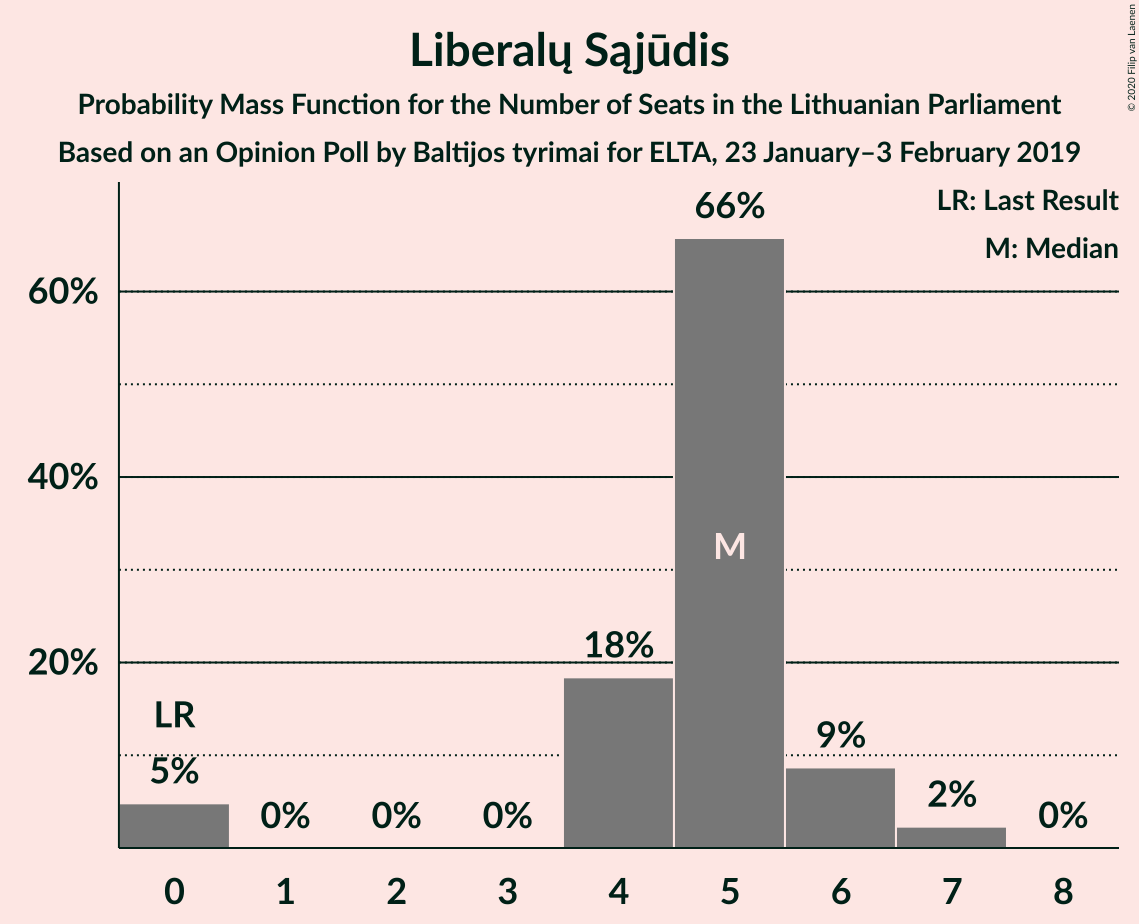 Liberalų Sąjūdis
Probability Mass Function for the Number of Seats in the Lithuanian Parliament
Based on an Opinion Poll by Baltijos tyrimai for ELTA, 23 January–3 February 2019
© 2020 Filip van Laenen
LR: Last Result
M: Median
66%
60%
40%
M
18%
20%
LR
9%
5%
2%
0% 0% 0% 0%
0 1 2 3 4 5 6 7 8